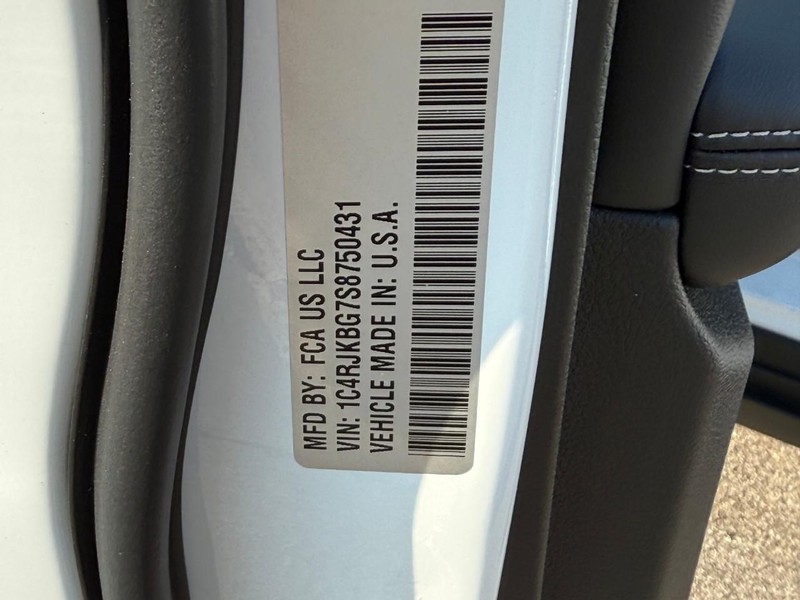 MFD BY: FCA US LLC
VIN: 1C4RJKBG7S8750431
VEHICLE MADE IN: U.S.A.